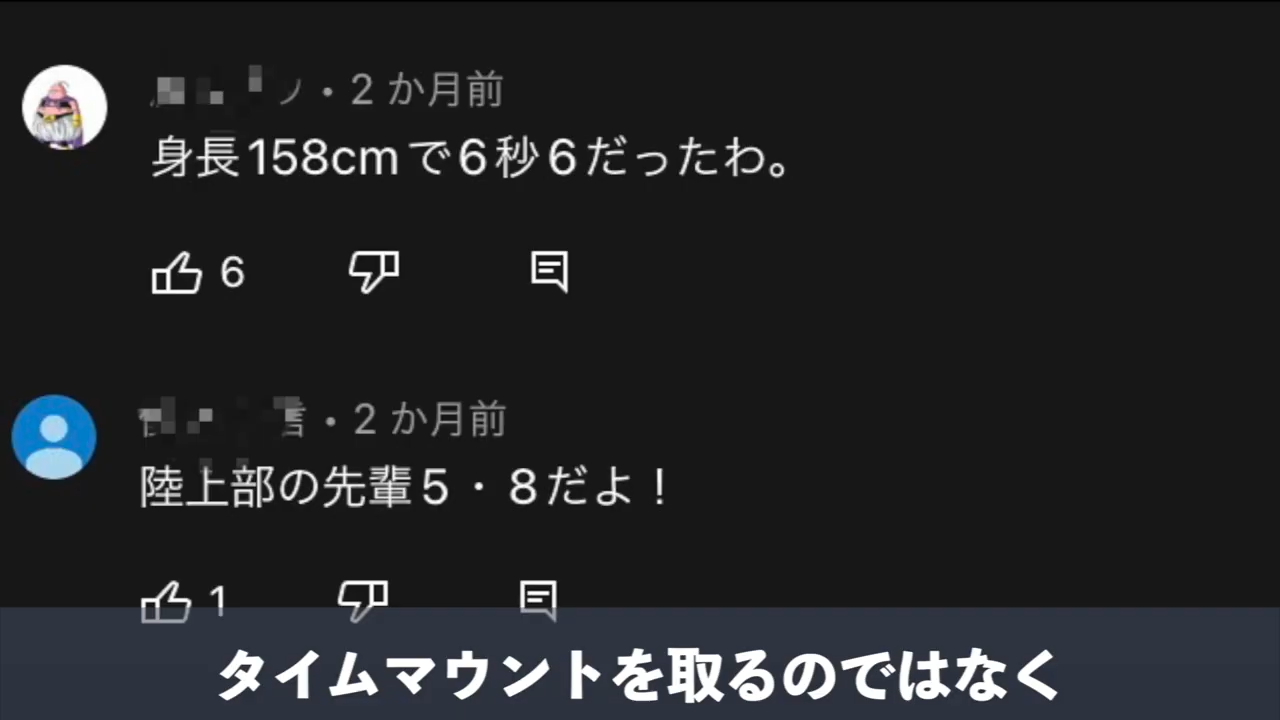 ・2 か月前
身長158cmで6秒6だったわ。
6
・2 か月前
陸上部の先輩5・8だよ！
1
タイムマウントを取るのではなく